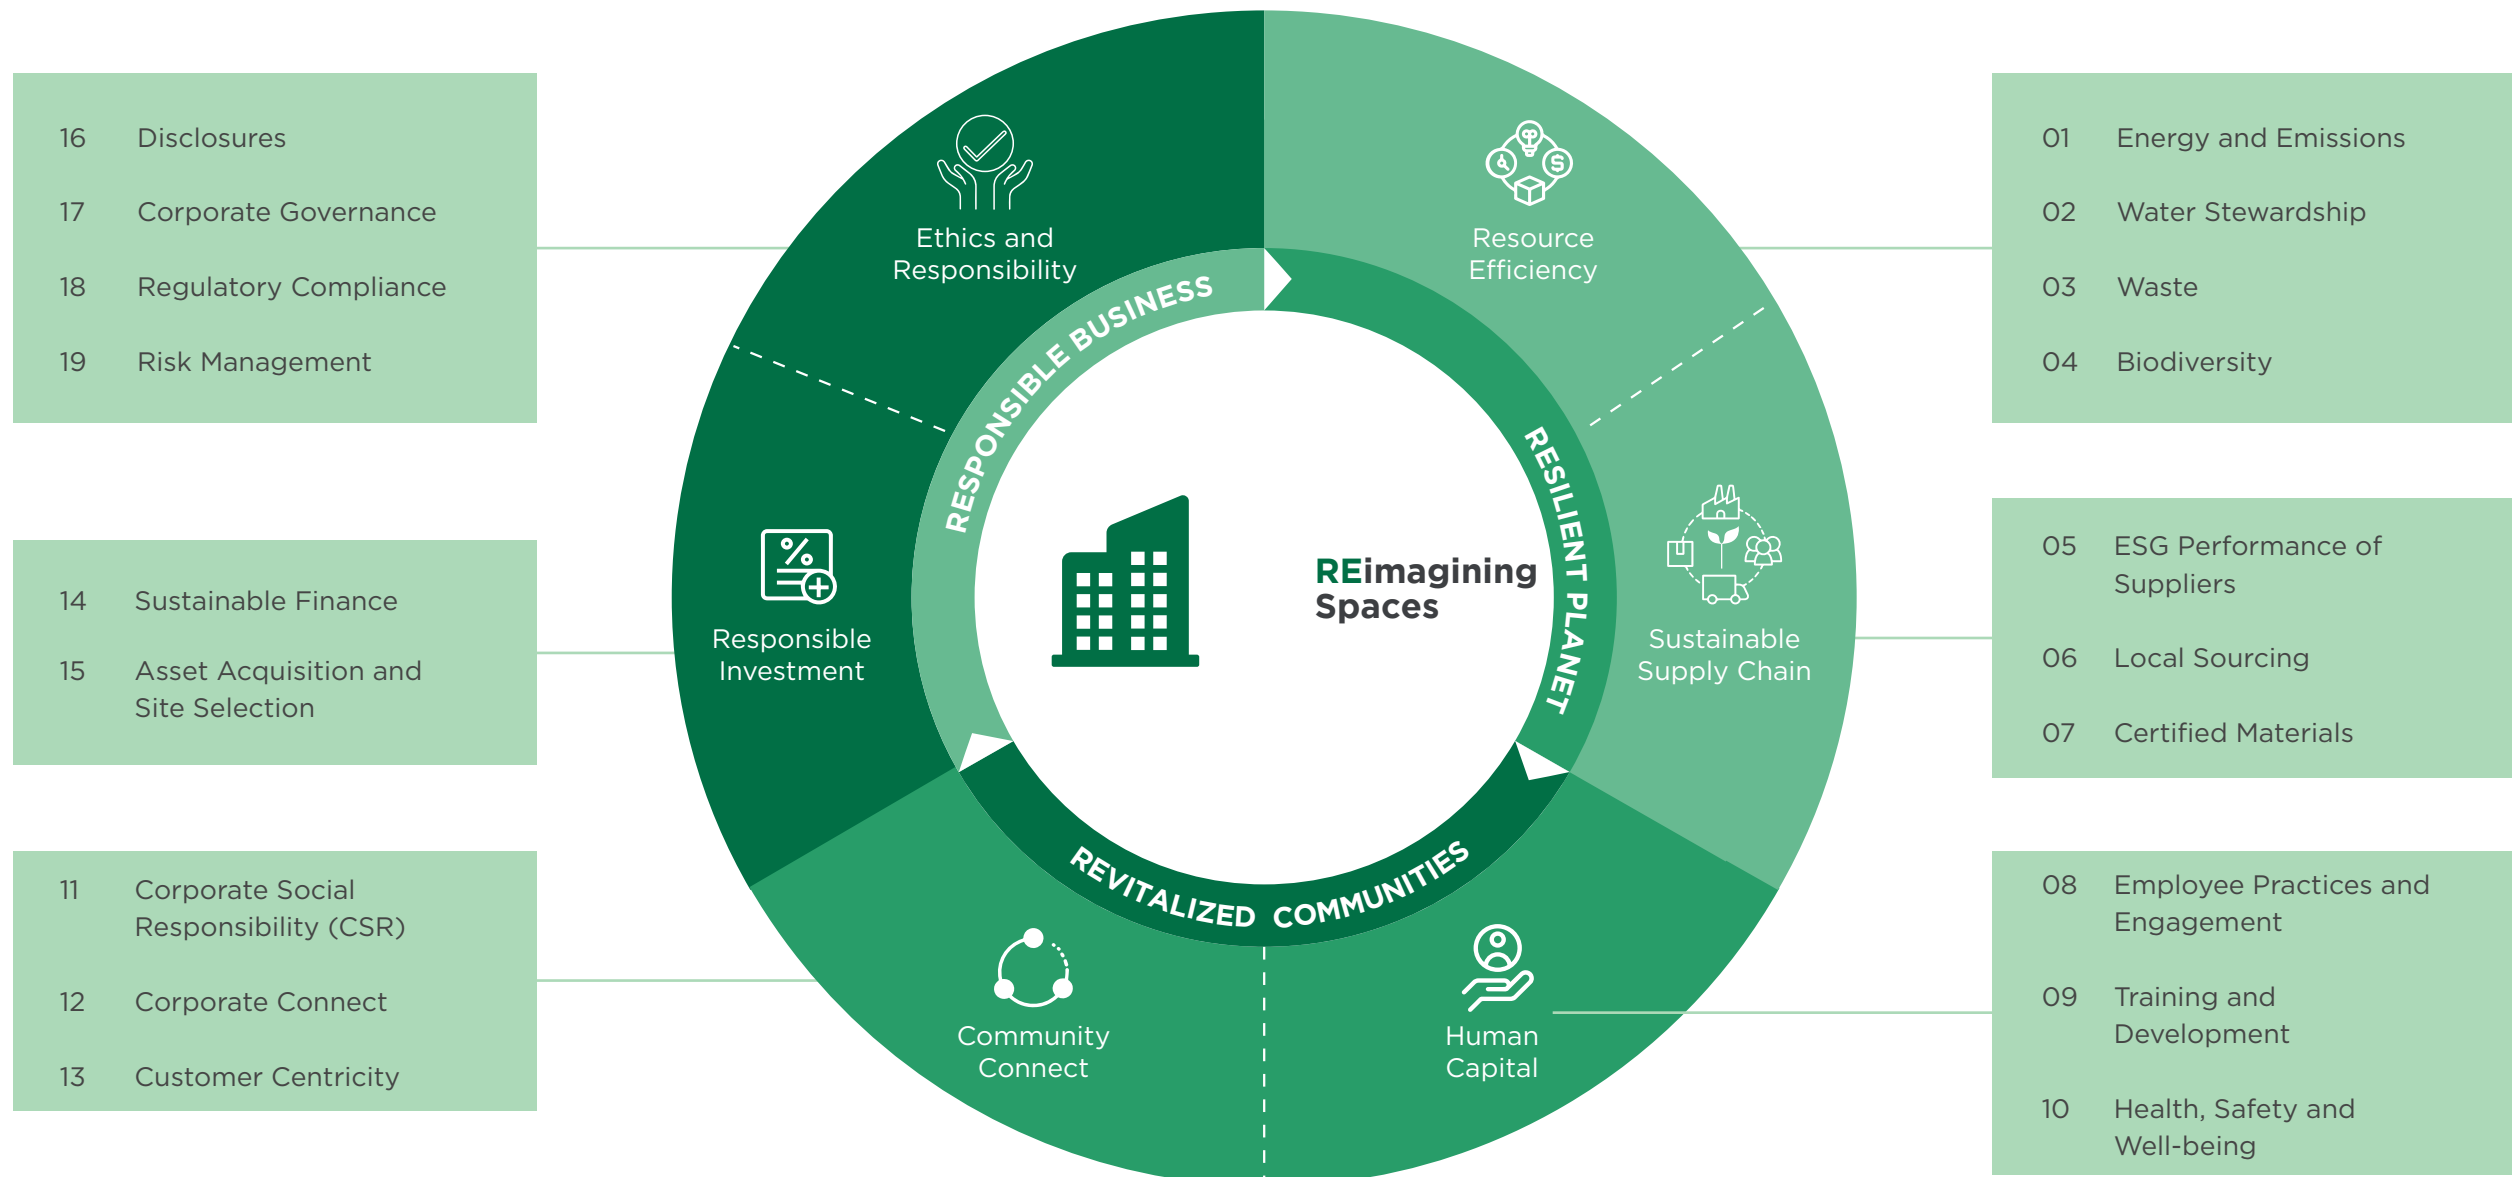 16 Disclosures
17 Corporate Governance
18 Regulatory Compliance
19 Risk Management
14 Sustainable Finance
15 Asset Acquisition and
Site Selection
11 Corporate Social
Responsibility (CSR)
12 Corporate Connect
13 Customer Centricity
Ethics and
Responsibility
Resource
Efficiency
RESPONSIBLE BUSINESS
RESILIENT PLANET
REimagining
Spaces
Responsible
Investment
Sustainable
Supply Chain
REVITALIZED COMMUNITIES
Community
Connect
Human
Capital
01 Energy and Emissions
02 Water Stewardship
03 Waste
04 Biodiversity
05 ESG Performance of
Suppliers
06 Local Sourcing
07 Certified Materials
08 Employee Practices and
Engagement
09 Training and
Development
10 Health, Safety and
Well-being